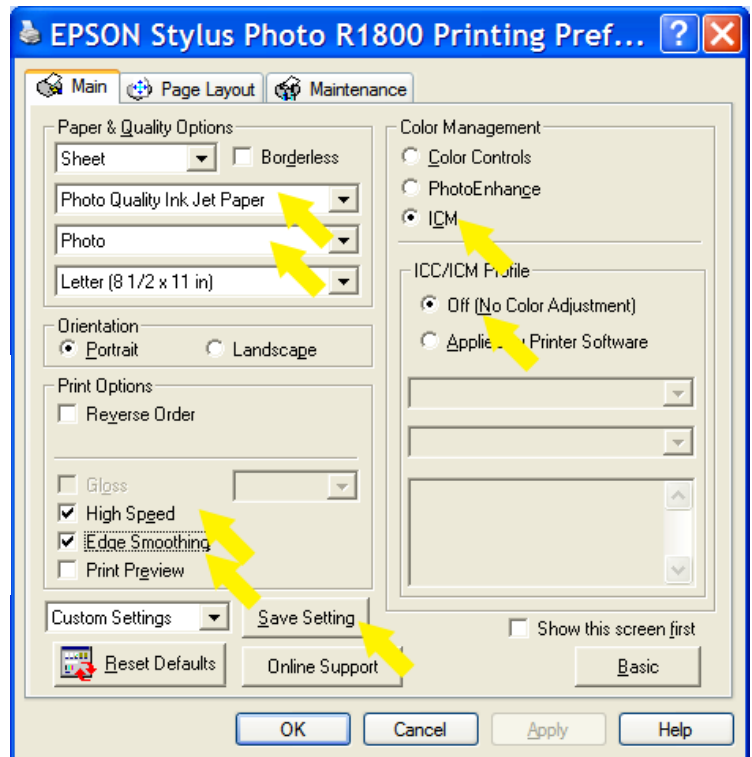 EPSON Stylus Photo R1800 Printing Pref...
Main
Page Layout
Maintenance
Paper & Quality Options
Sheet
Borderless
Photo Quality Ink Jet Paper
Photo
Letter (8 1/2 x 11 in)
Orientation
Portrait
Landscape
Print Options
Reverse Order
Gloss
High Speed
Edge Smoothing
Print Preview
Color Management
Color Controls
PhotoEnhance
ICM
ICC/ICM Profile
Off (No Color Adjustment)
Printer Software
Custom Settings
Save Setting
Show this screen first
Reset Defaults
Online Support
Basic
OK
Cancel
Apply
Help